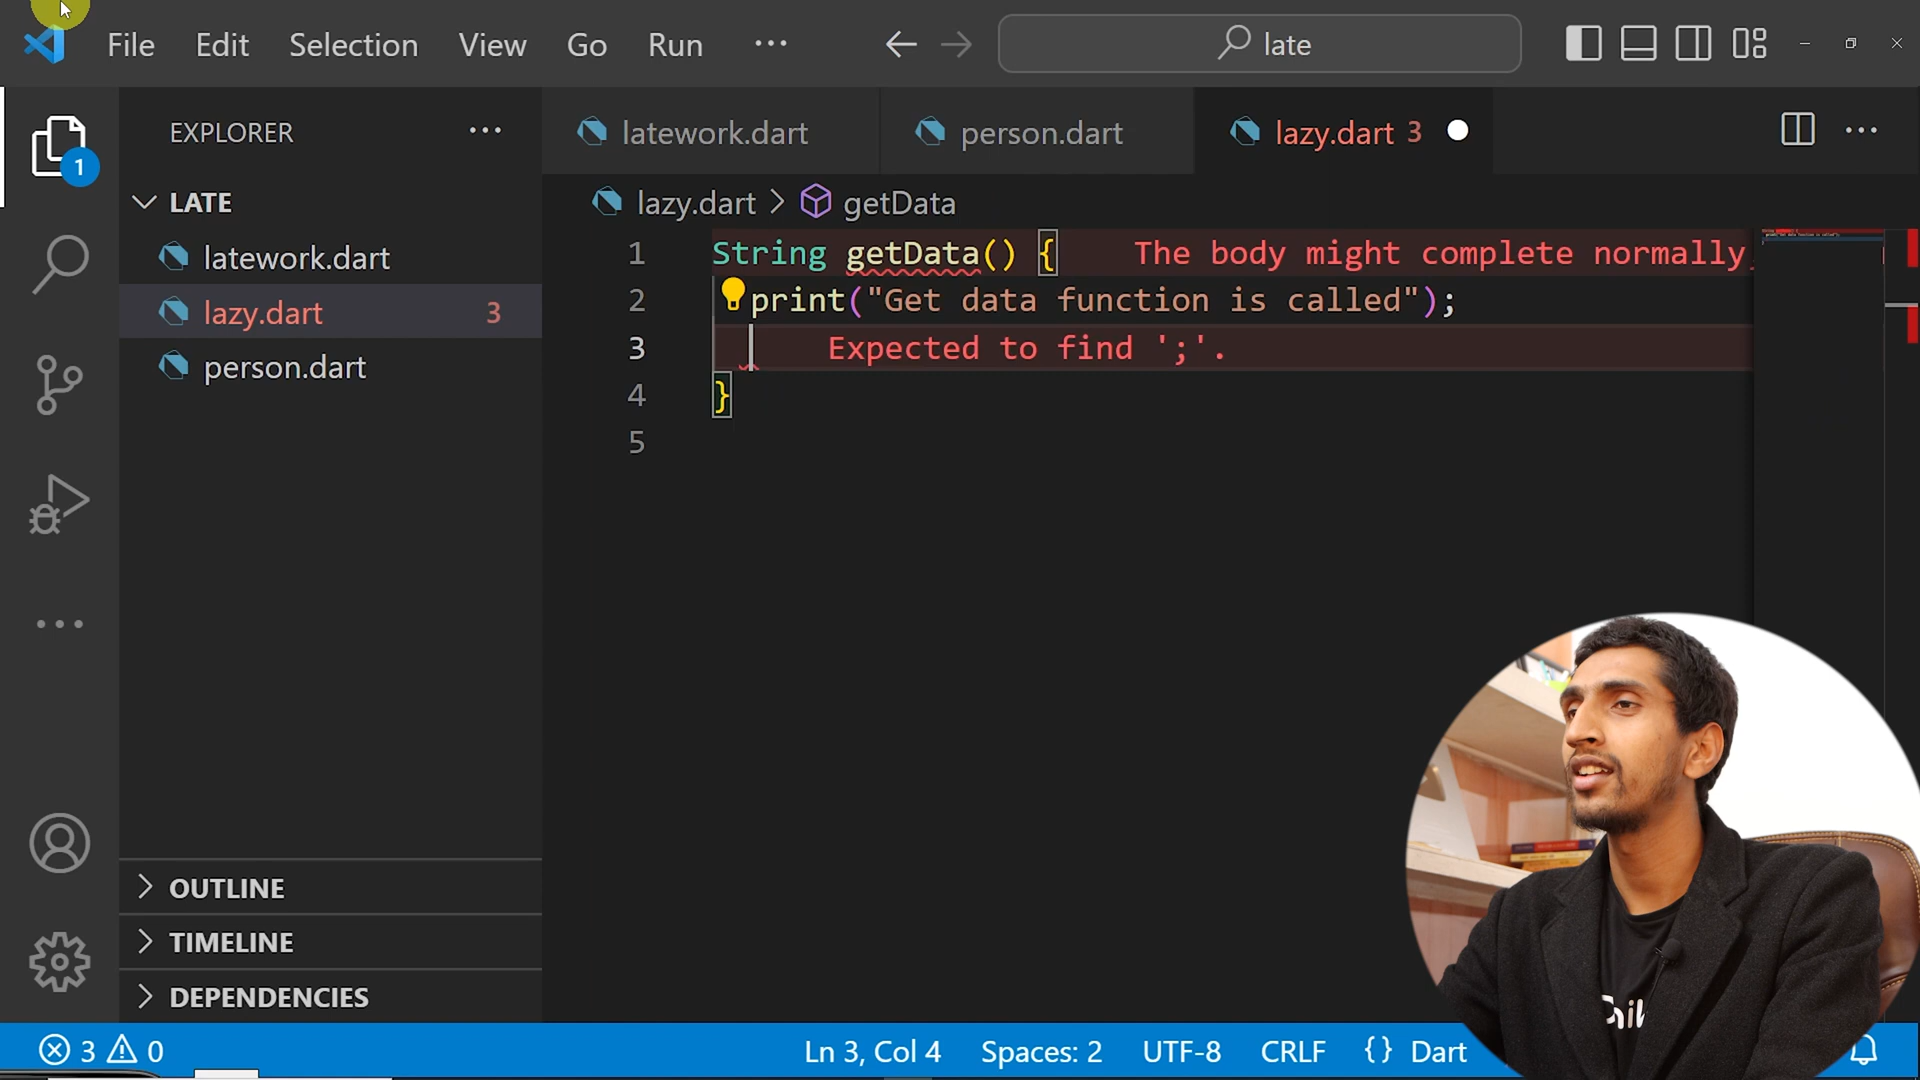 File Edit Selection View Go Run ... late
EXPLORER ...
latework.dart person.dart lazy.dart 3
1
LATE
latework.dart
lazy.dart 3
person.dart
lazy.dart > getData
1 String getData() { The body might complete normally,
2 print("Get data function is called");
3 Expected to find ';'.
4 }
5
OUTLINE
TIMELINE
DEPENDENCIES
3 0 Ln 3, Col 4 Spaces: 2 UTF-8 CRLF {} Dart